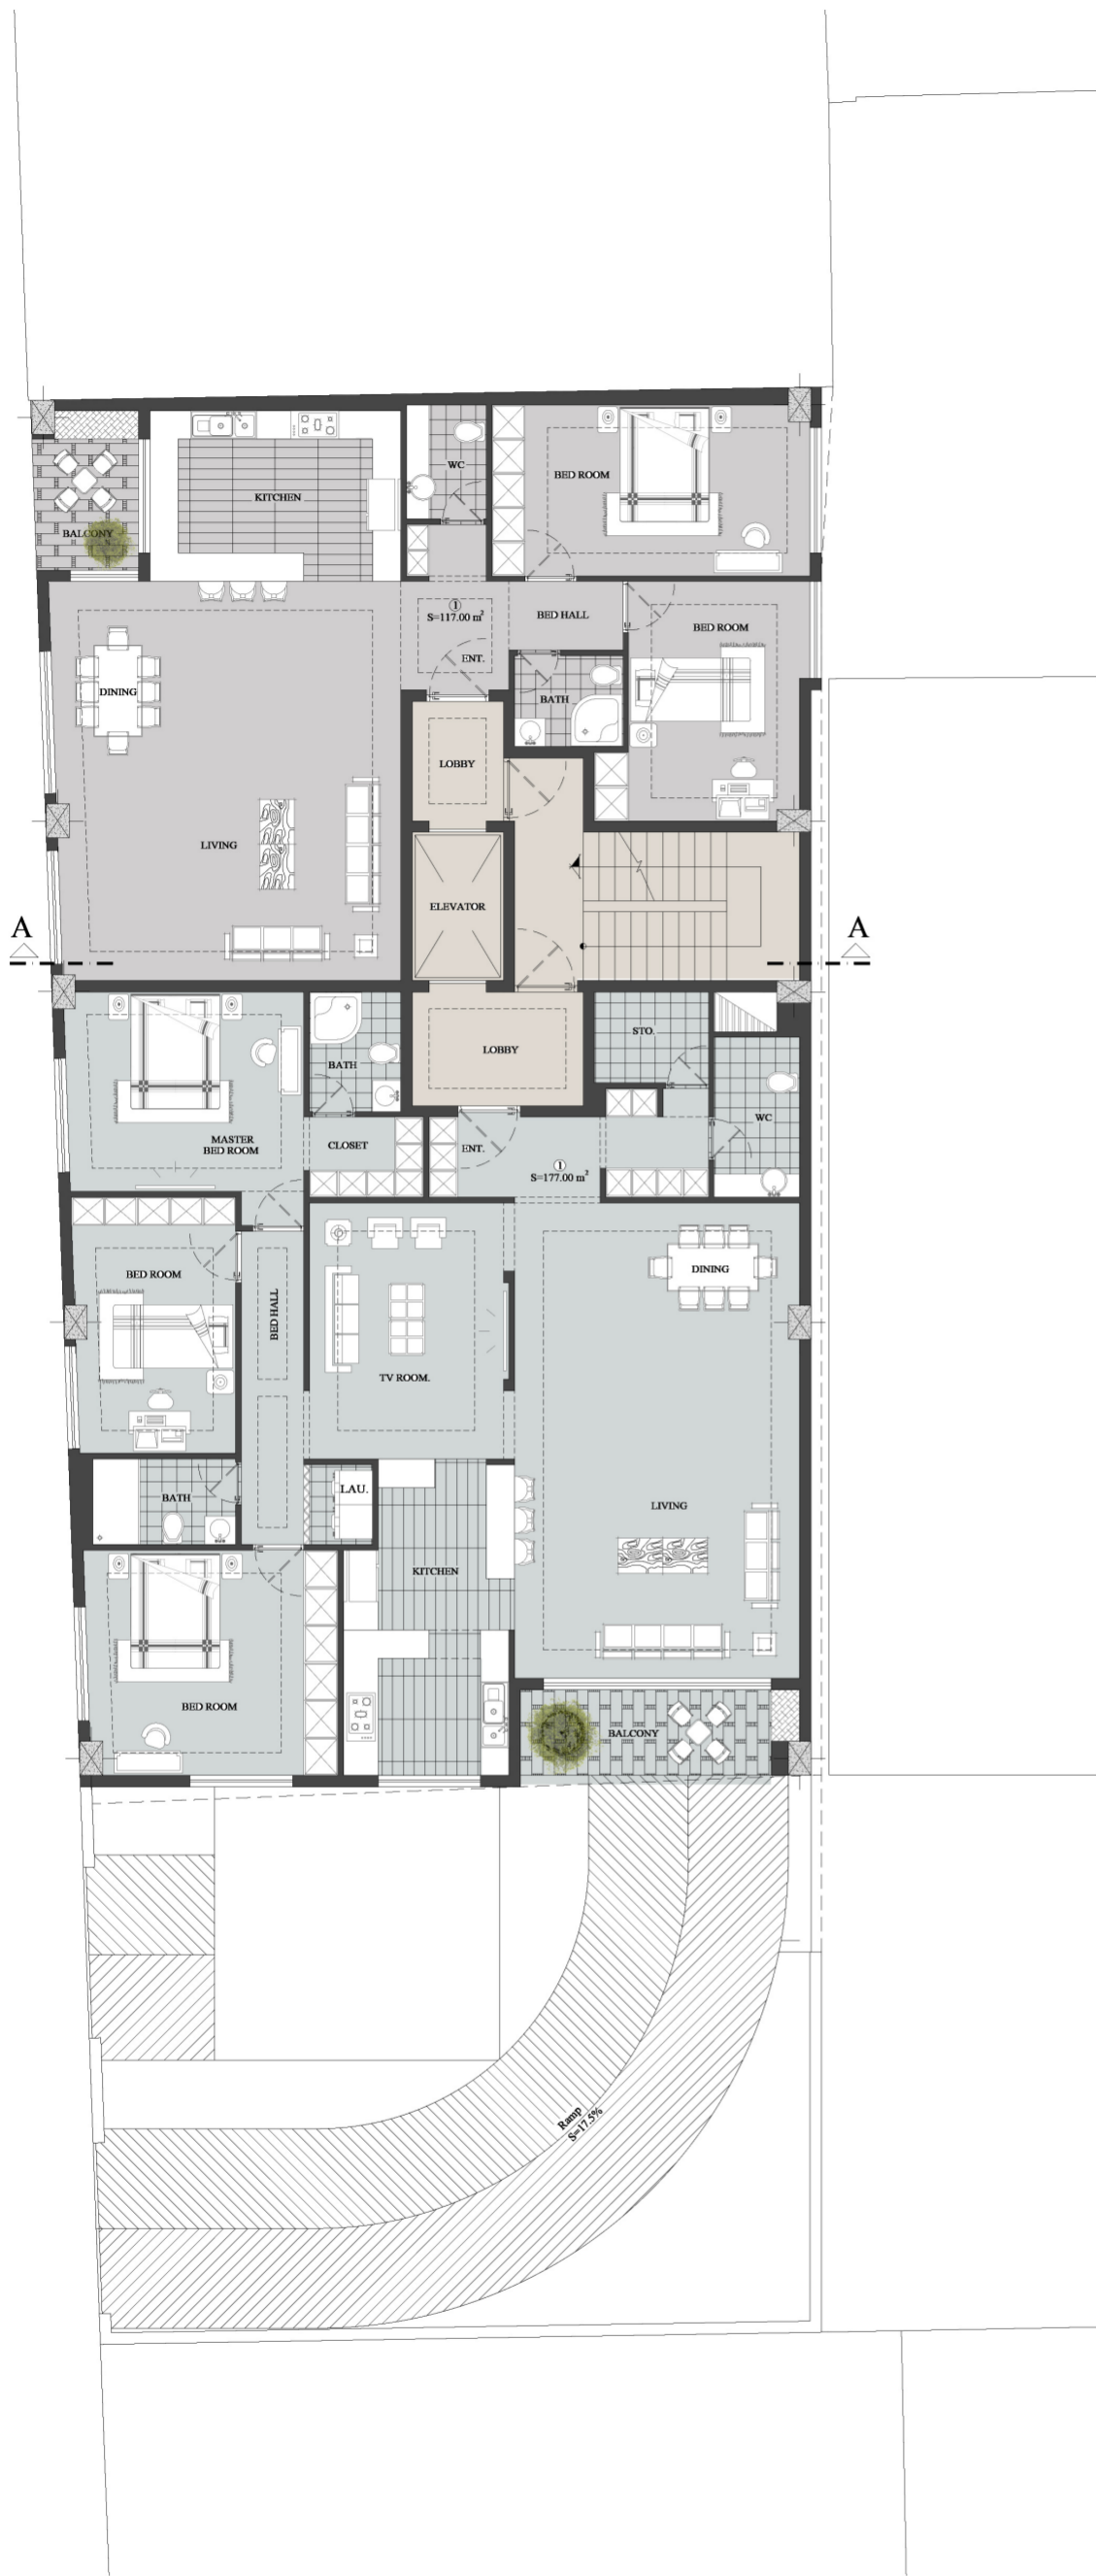 WC
BED ROOM
KITCHEN
BALCONY
①
S=117.00 m²
BED HALL
BED ROOM
ENT.
DINING
BATH
LOBBY
LIVING
ELEVATOR
A
A
STO.
LOBBY
BATH
WC
MASTER
BED ROOM
CLOSET
ENT.
①
S=177.00 m²
DINING
BED ROOM
BED HALL
TV ROOM.
LAU.
BATH
LIVING
KITCHEN
BED ROOM
BALCONY
Ramp
S=17.5%